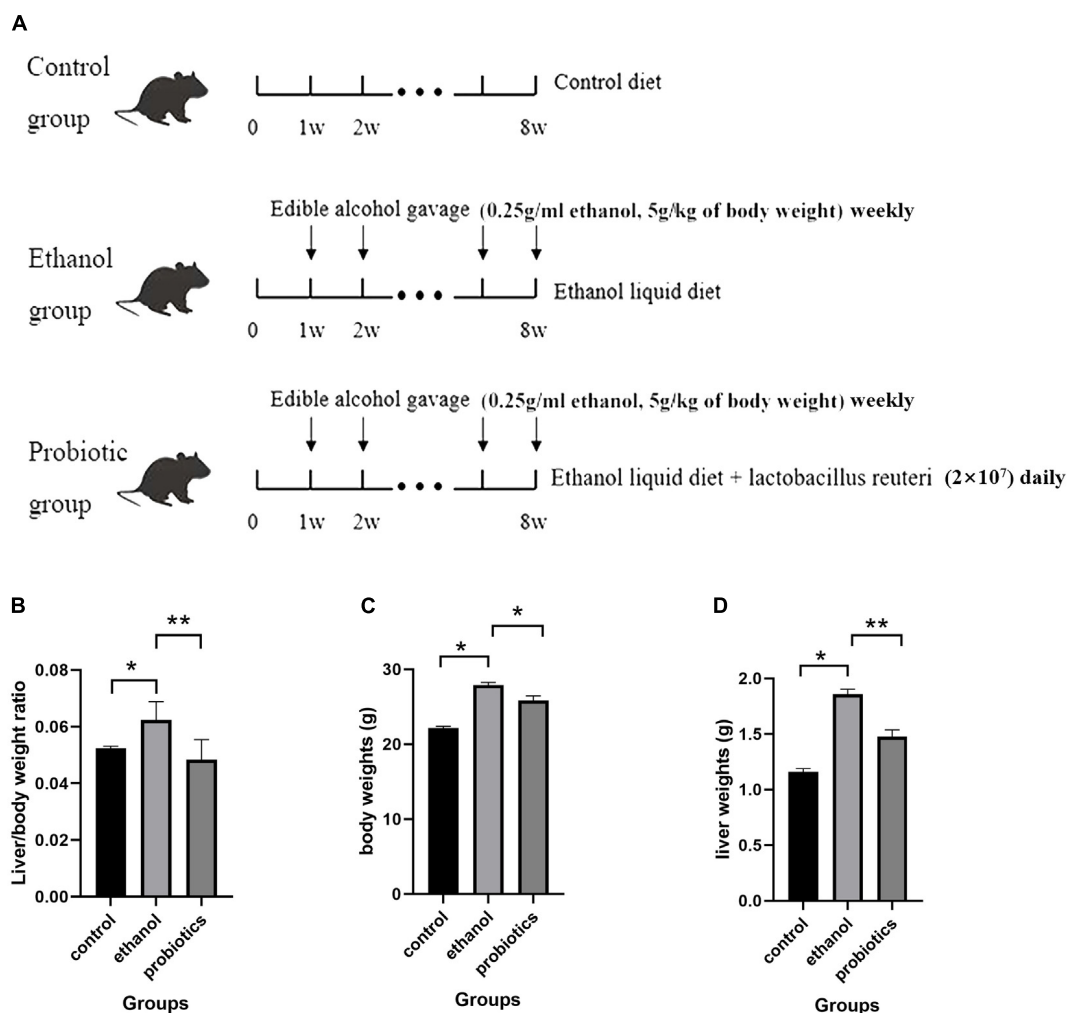 A
Control
group
0 1w 2w 8w
Control diet
Edible alcohol gavage (0.25g/ml ethanol, 5g/kg of body weight) weekly
Ethanol
group
0 1w 2w 8w
Ethanol liquid diet
Edible alcohol gavage (0.25g/ml ethanol, 5g/kg of body weight) weekly
Probiotic
group
0 1w 2w 8w
Ethanol liquid diet + lactobacillus reuteri (2×10⁷) daily
B
Liver/body weight ratio
0.08
0.06
0.04
0.02
0.00
*
**
control
ethanol
probiotics
Groups
C
body weights (g)
30
20
10
0
*
*
control
ethanol
probiotics
Groups
D
liver weights (g)
2.0
1.5
1.0
0.5
0.0
*
**
control
ethanol
probiotics
Groups